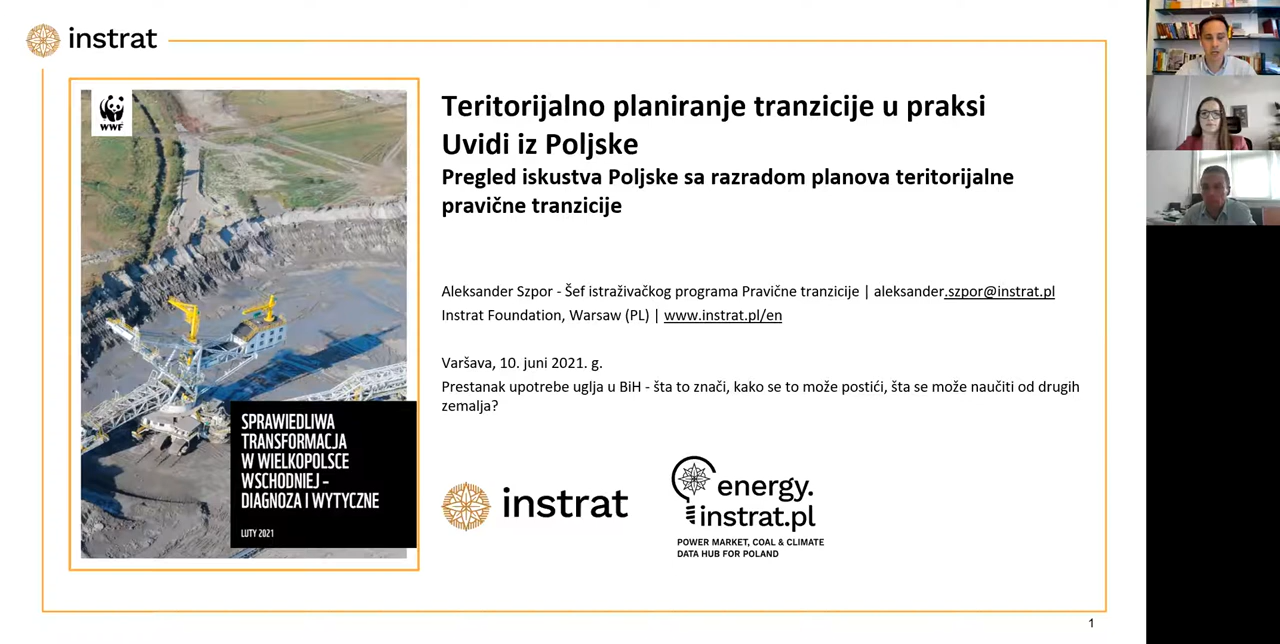 instrat
WWF
SPRAWIEDLIWA
TRANSFORMACJA
W WIELKOPOLSCE
WSCHODNIEJ –
DIAGNOZA I WYTYCZNE
LUTY 2021
Teritorijalno planiranje tranzicije u praksi
Uvidi iz Poljske
Pregled iskustva Poljske sa razradom planova teritorijalne
pravične tranzicije
Aleksander Szpor - Šef istraživačkog programa Pravične tranzicije | aleksander.szpor@instrat.pl
Instrat Foundation, Warsaw (PL) | www.instrat.pl/en
Varšava, 10. juni 2021. g.
Prestanak upotrebe uglja u BiH - šta to znači, kako se to može postići, šta se može naučiti od drugih
zemalja?
instrat
energy.
instrat.pl
POWER MARKET, COAL & CLIMATE
DATA HUB FOR POLAND
1